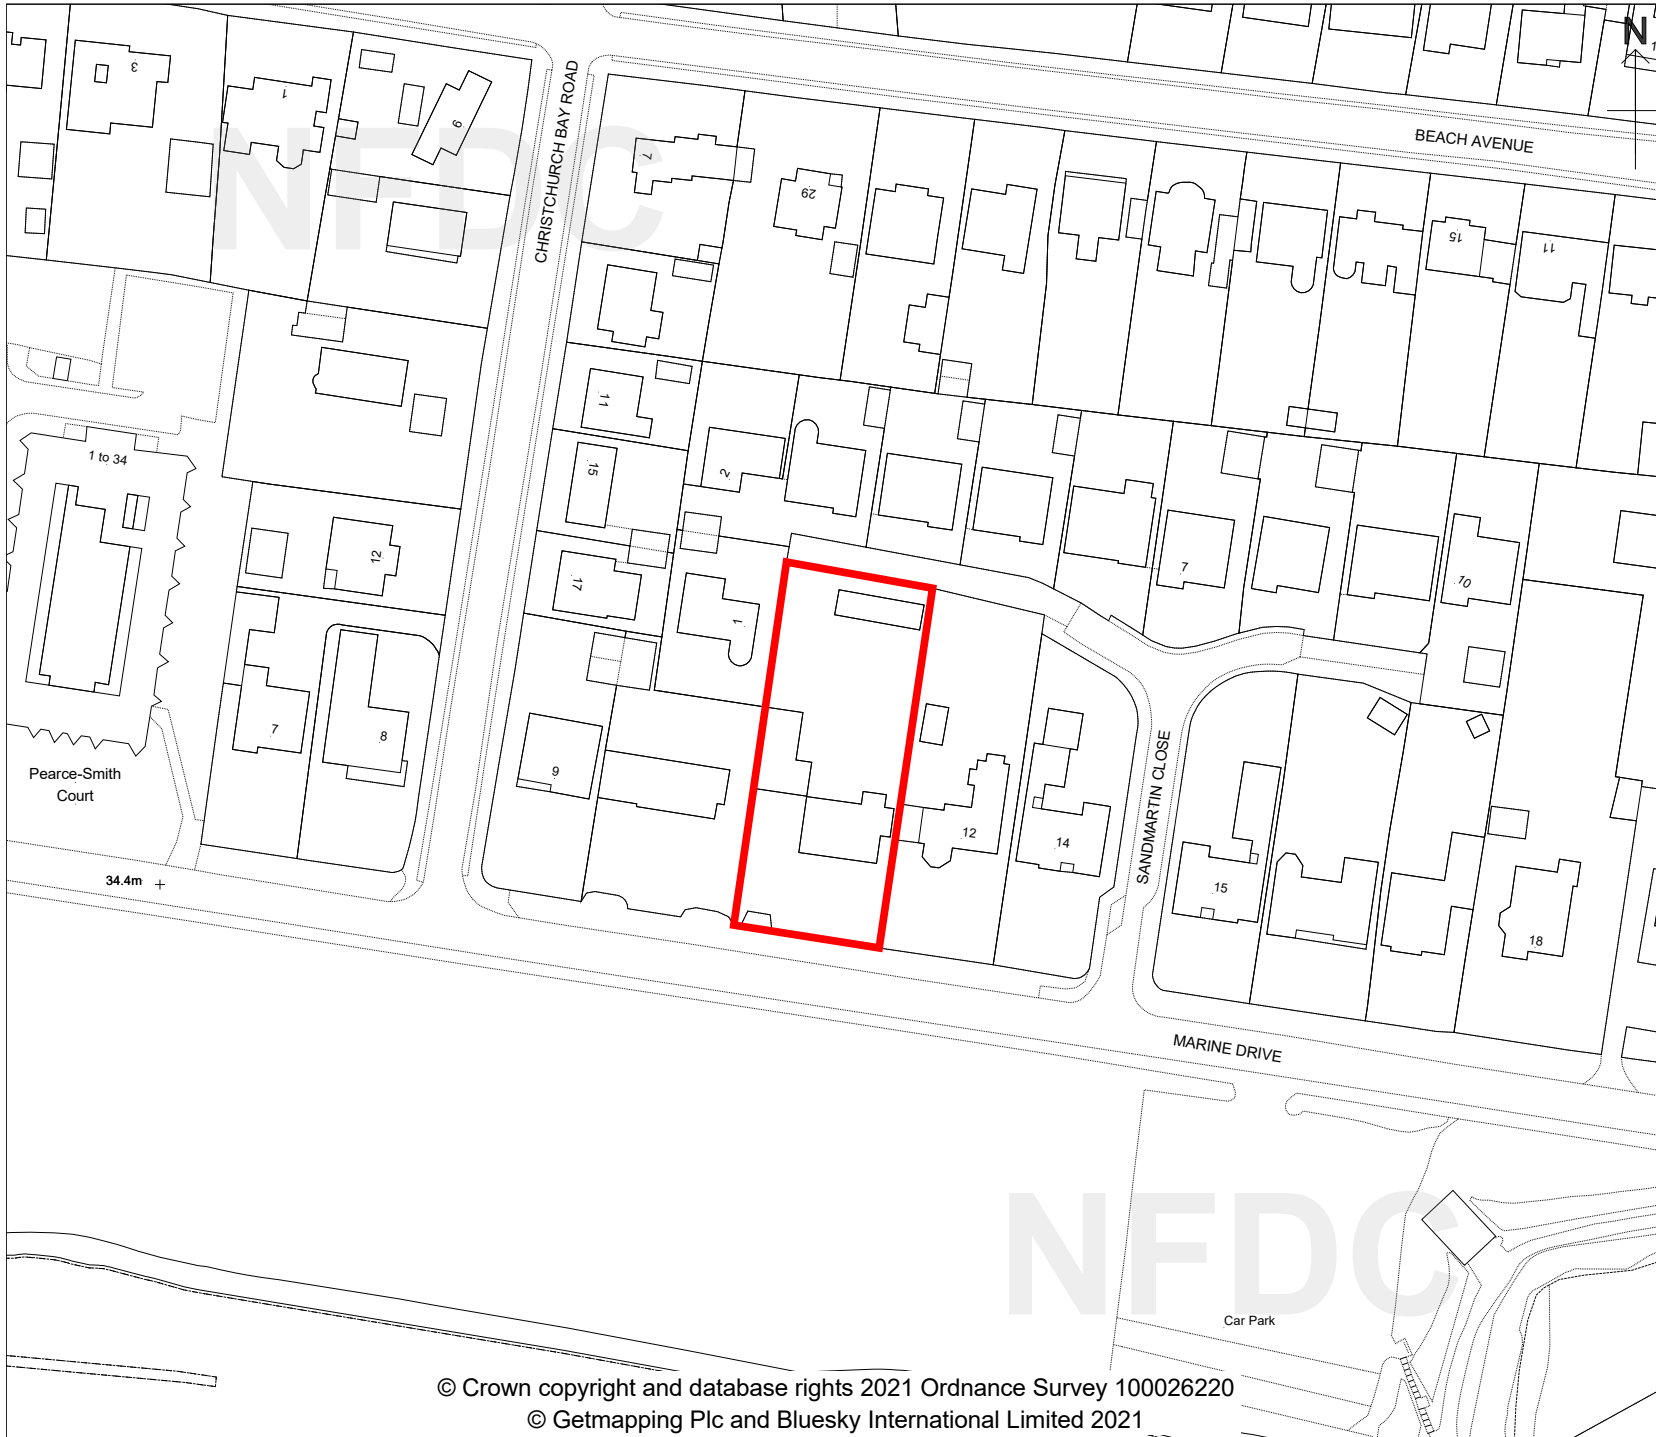 N
1
3
1
6
NFDC
CHRISTCHURCH BAY ROAD
BEACH AVENUE
7
29
15
11
11
2
1 to 34
15
12
17
1
7
10
7
8
9
Pearce-Smith
Court
SANDMARTIN CLOSE
12
14
15
18
34.4m
MARINE DRIVE
NFDC
Car Park
© Crown copyright and database rights 2021 Ordnance Survey 100026220
© Getmapping Plc and Bluesky International Limited 2021